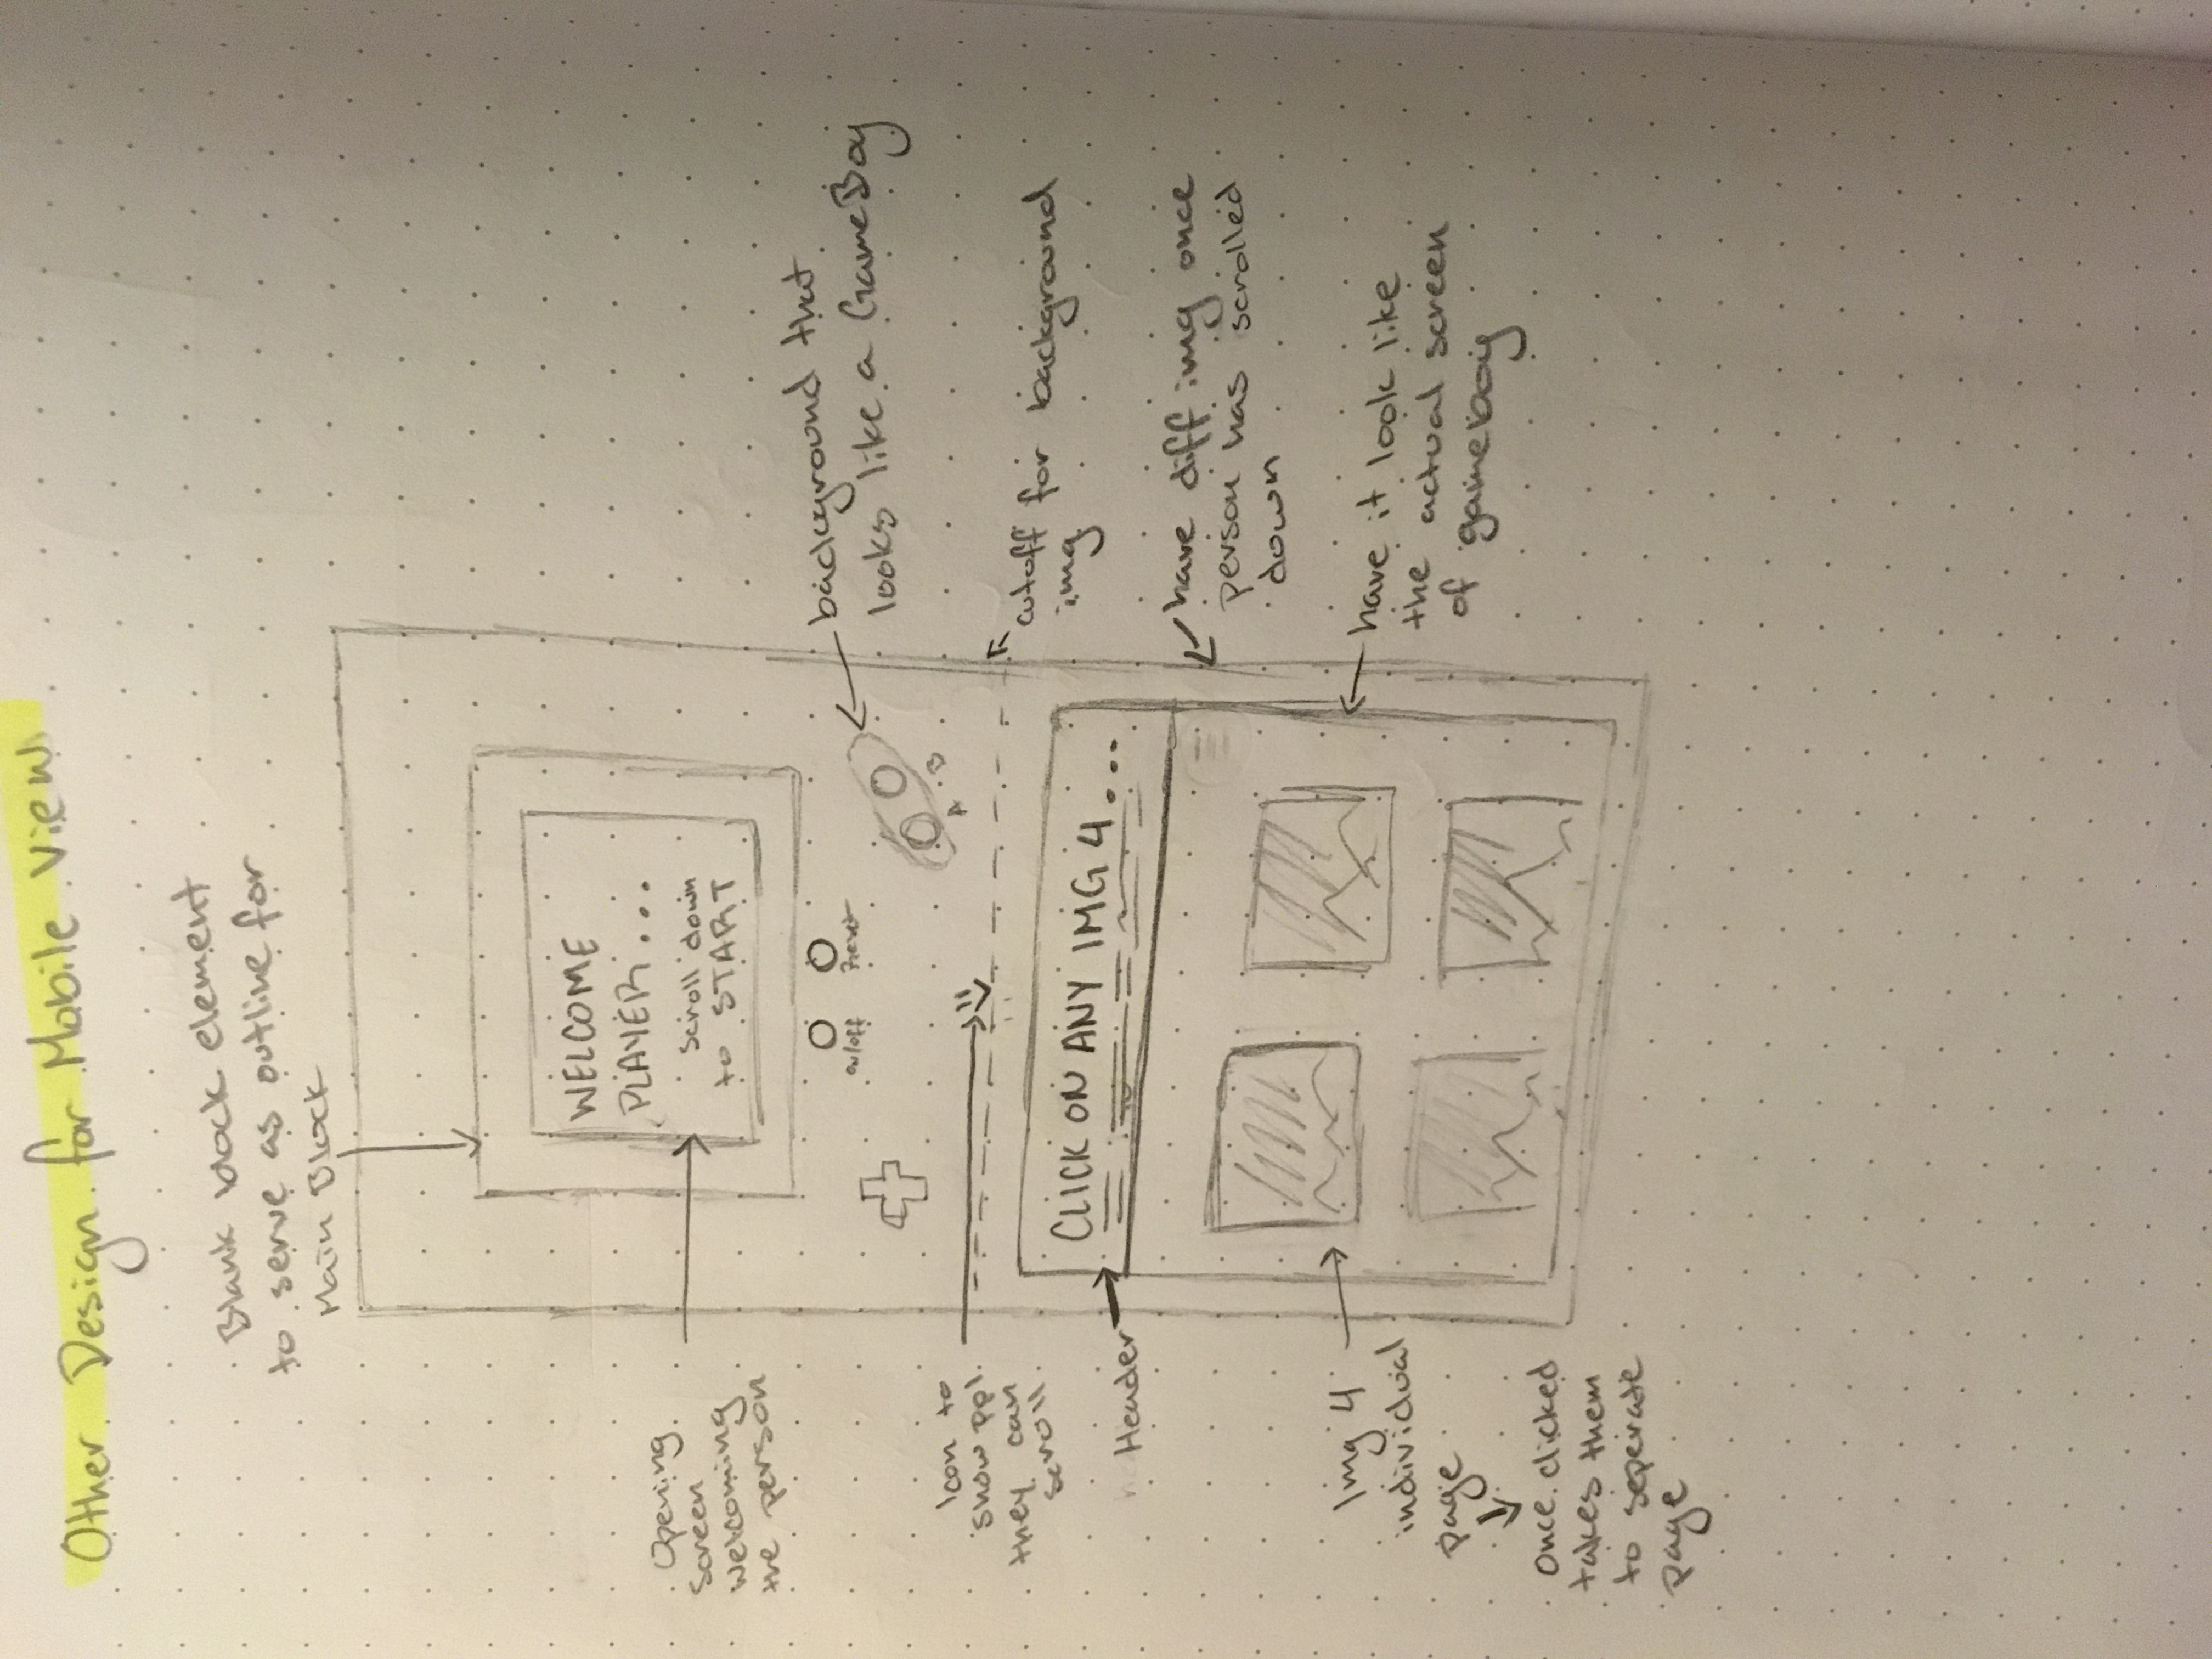 Other Design for Mobile View
Blank block element
to serve as outline for
Main Block
WELCOME
PLAYER...
scroll down
to START
Opening
Screen
Welcoming
the person
on/off
Reset
A B
background that
looks like a GameBoy
Icon to
show ppl.
they can
scroll.
cutoff for background
img
CLICK ON ANY IMG 4...
Header
have diff img once
person has scrolled
down
Img 4
individual
page
once clicked
takes them
to seperate
page
have it look like
the actual screen
of gameboy